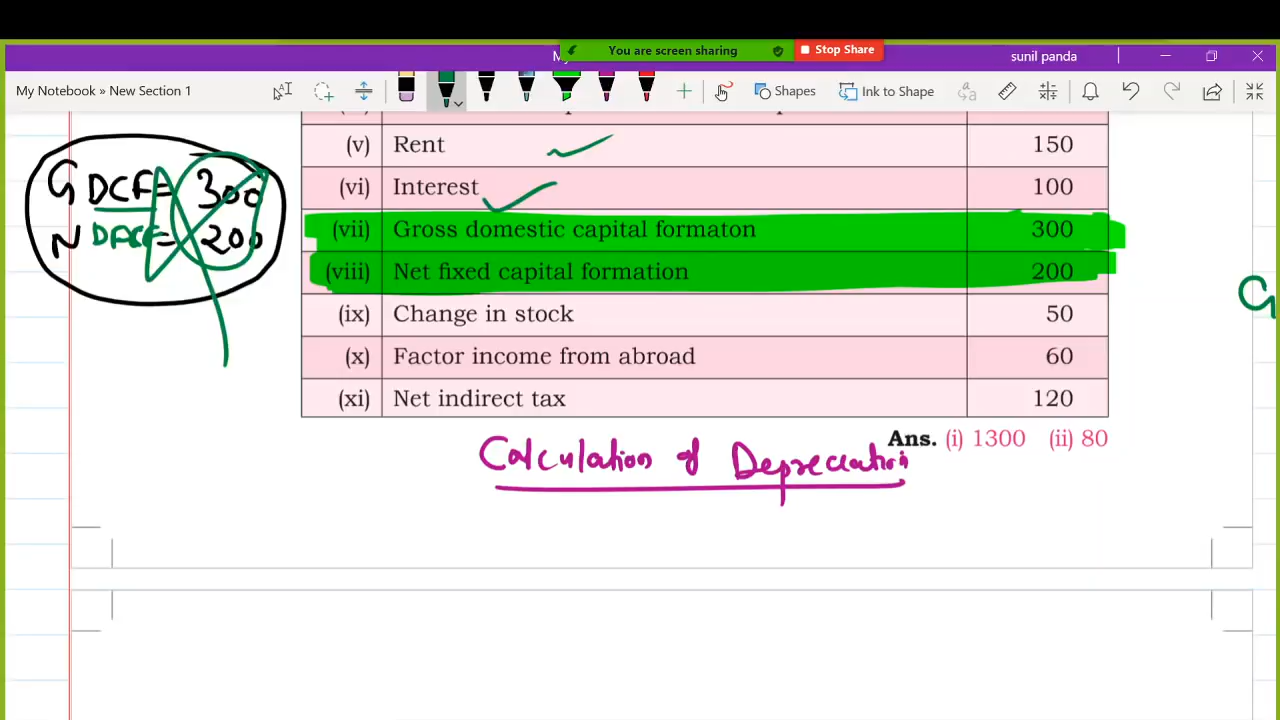 You are screen sharing
Stop Share
My
sunil panda
My Notebook » New Section 1
Shapes
Ink to Shape
(v) Rent 150
(vi) Interest 100
(vii) Gross domestic capital formaton 300
(viii) Net fixed capital formation 200
(ix) Change in stock 50
(x) Factor income from abroad 60
(xi) Net indirect tax 120
Ans. (i) 1300 (ii) 80
G DCF = 300
N DFCF = 200
G
Calculation of Depreciation